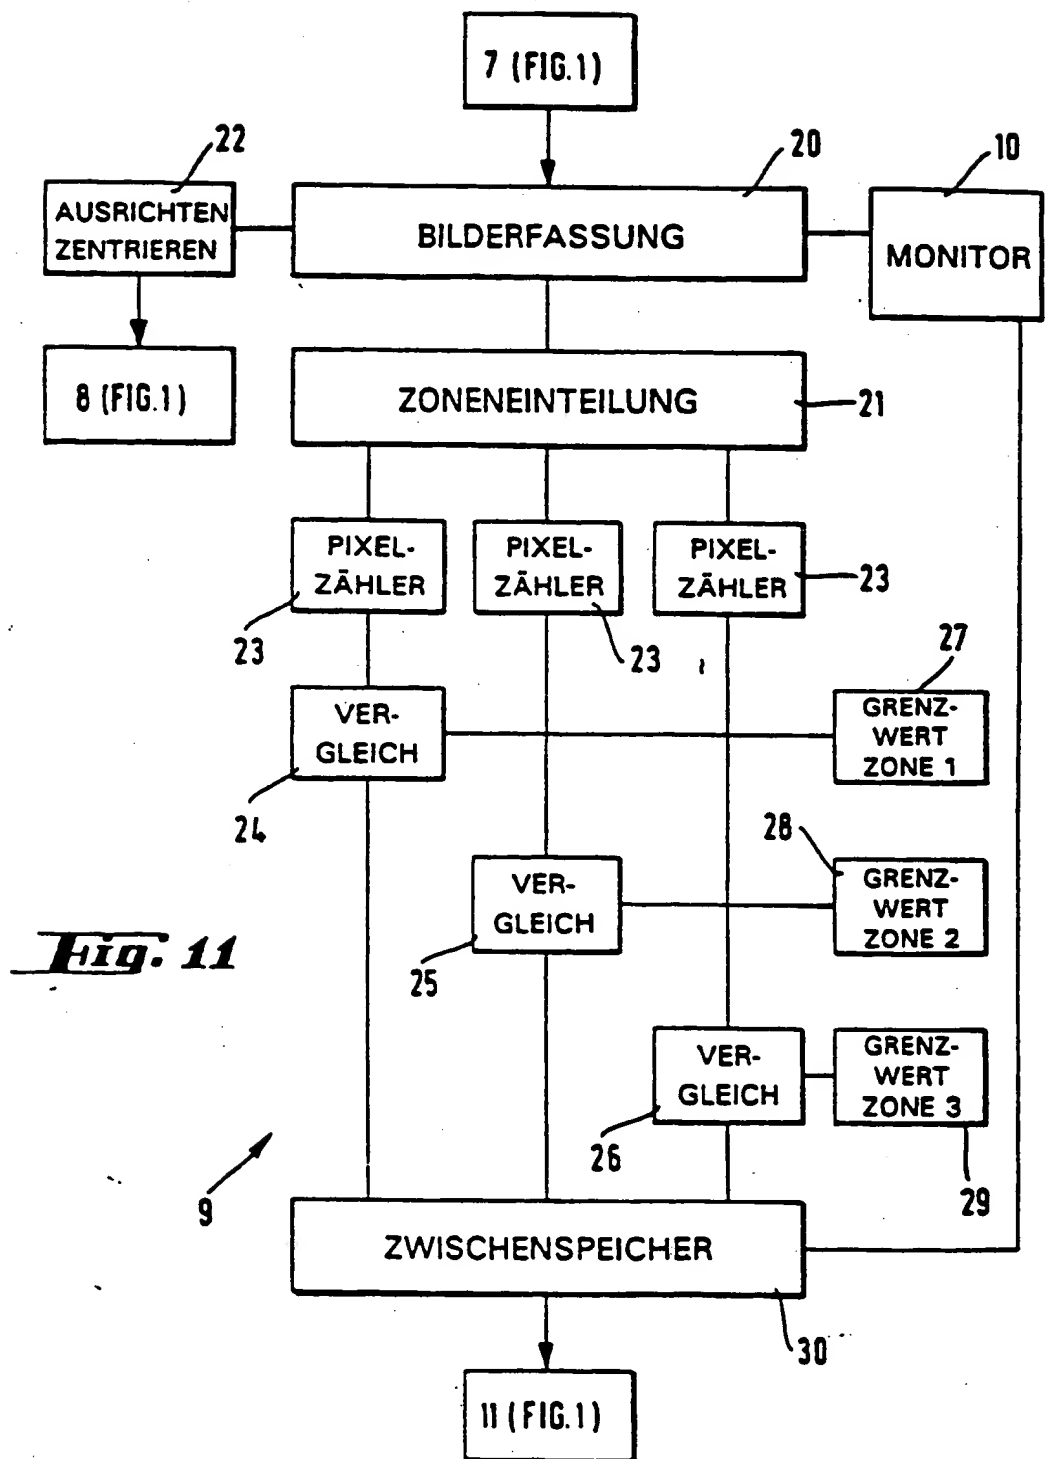 7 (FIG.1)
22
20
10
AUSRICHTEN
ZENTRIEREN
BILDERFASSUNG
MONITOR
8 (FIG.1)
ZONENEINTEILUNG
21
PIXEL-
ZÄHLER
PIXEL-
ZÄHLER
PIXEL-
ZÄHLER
23
23
23
27
VER-
GLEICH
GRENZ-
WERT
ZONE 1
24
28
VER-
GLEICH
GRENZ-
WERT
ZONE 2
Fig. 11
25
VER-
GLEICH
GRENZ-
WERT
ZONE 3
26
29
9
ZWISCHENSPEICHER
30
11 (FIG.1)